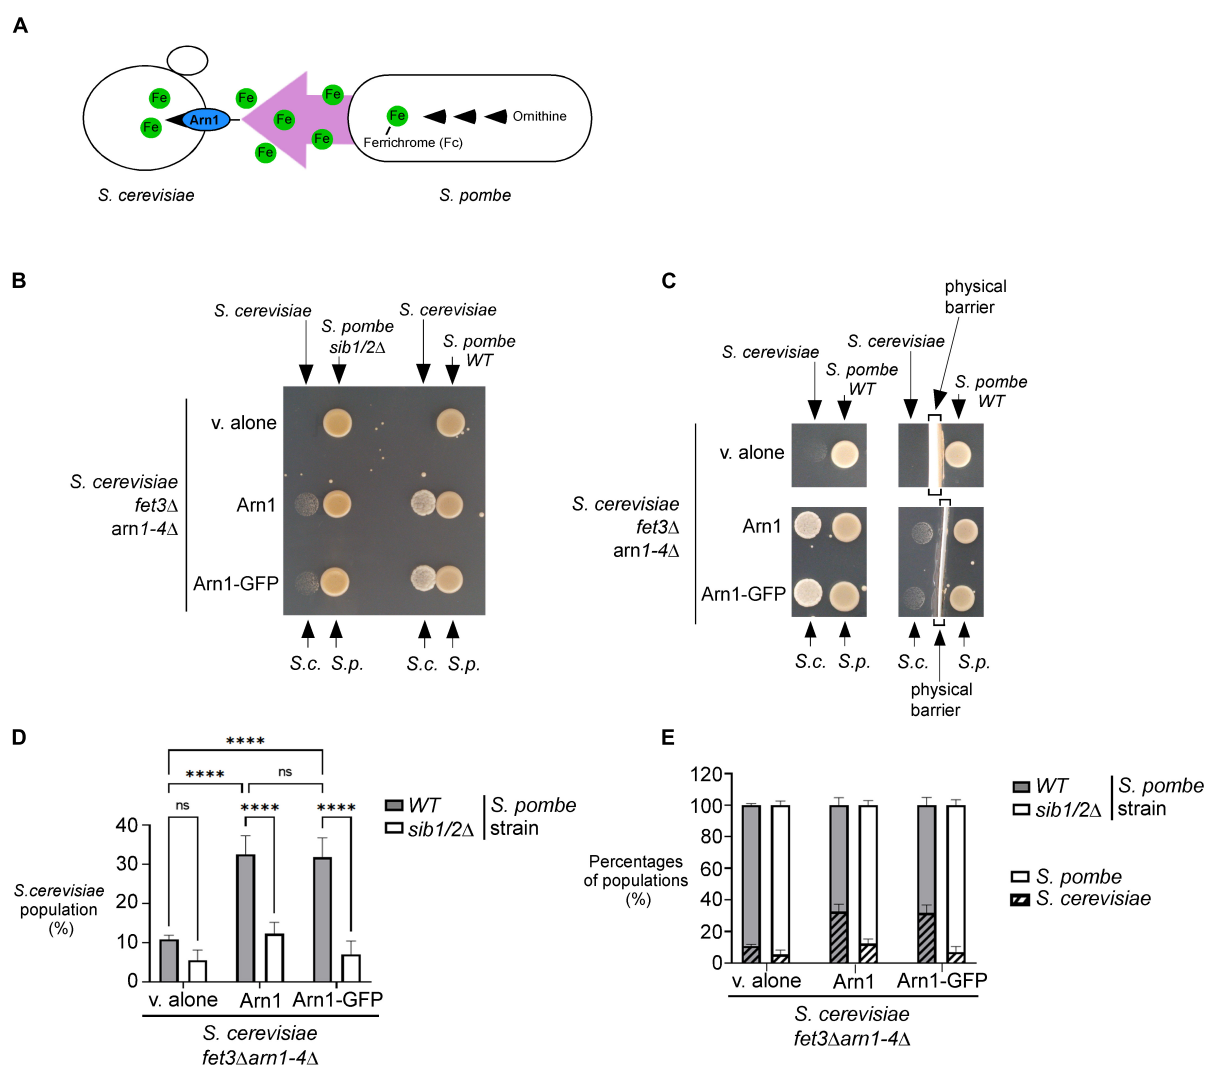 A
Fe
Fe
Fe
Fe
Fe
Fe
Fe
Fe
Arn1
Ornithine
Ferrichrome (Fc)
S. cerevisiae
S. pombe
B
S. cerevisiae
S. pombe
sib1/2Δ
S. cerevisiae
S. pombe
WT
v. alone
Arn1
Arn1-GFP
S. cerevisiae
fet3Δ
arn1-4Δ
S.c.
S.p.
S.c.
S.p.
C
physical
barrier
S. cerevisiae
S. pombe
WT
S. cerevisiae
S. pombe
WT
v. alone
Arn1
Arn1-GFP
S. cerevisiae
fet3Δ
arn1-4Δ
S.c.
S.p.
S.c.
S.p.
physical
barrier
D
****
****
ns
ns
****
****
WT
sib1/2Δ
S. pombe
strain
S.cerevisiae
population
(%)
40
30
20
10
0
v. alone
Arn1
Arn1-GFP
S. cerevisiae
fet3Δarn1-4Δ
E
Percentages
of populations
(%)
120
100
80
60
40
20
0
WT
sib1/2Δ
S. pombe
strain
S. pombe
S. cerevisiae
v. alone
Arn1
Arn1-GFP
S. cerevisiae
fet3Δarn1-4Δ